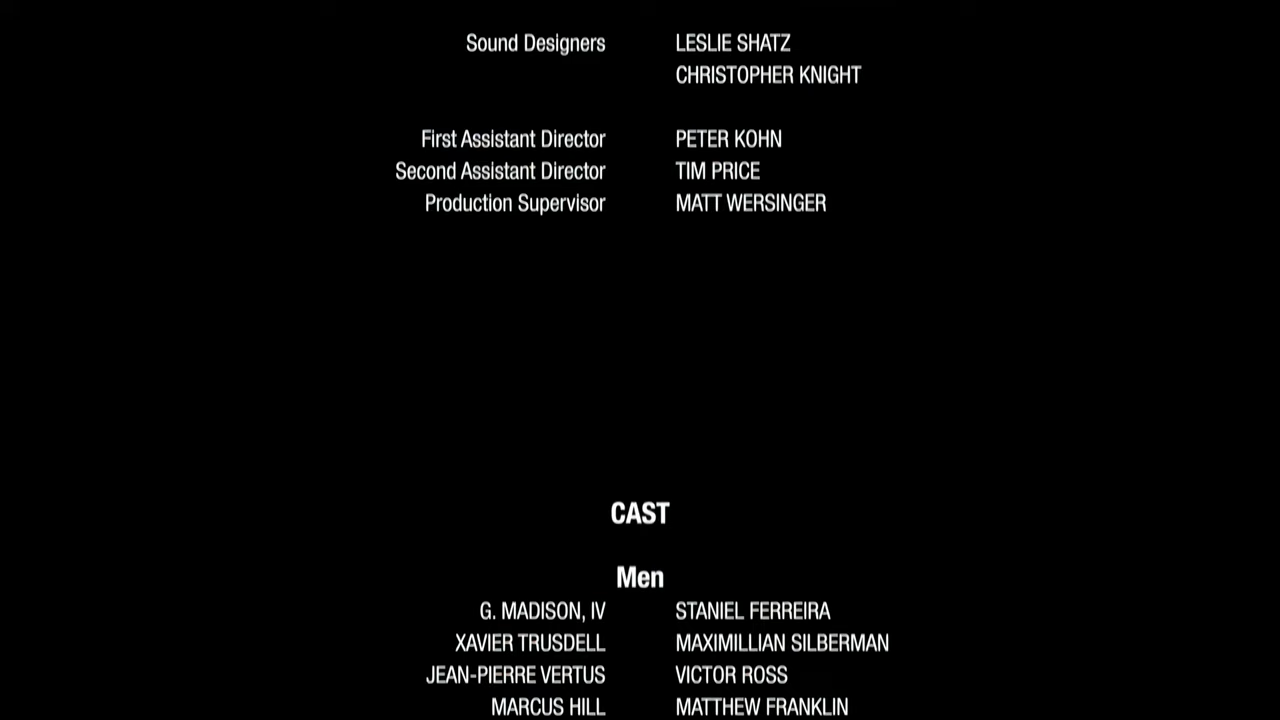 Sound Designers LESLIE SHATZ
CHRISTOPHER KNIGHT
First Assistant Director PETER KOHN
Second Assistant Director TIM PRICE
Production Supervisor MATT WERSINGER
CAST
Men
G. MADISON, IV STANIEL FERREIRA
XAVIER TRUSDELL MAXIMILLIAN SILBERMAN
JEAN-PIERRE VERTUS VICTOR ROSS
MARCUS HILL MATTHEW FRANKLIN